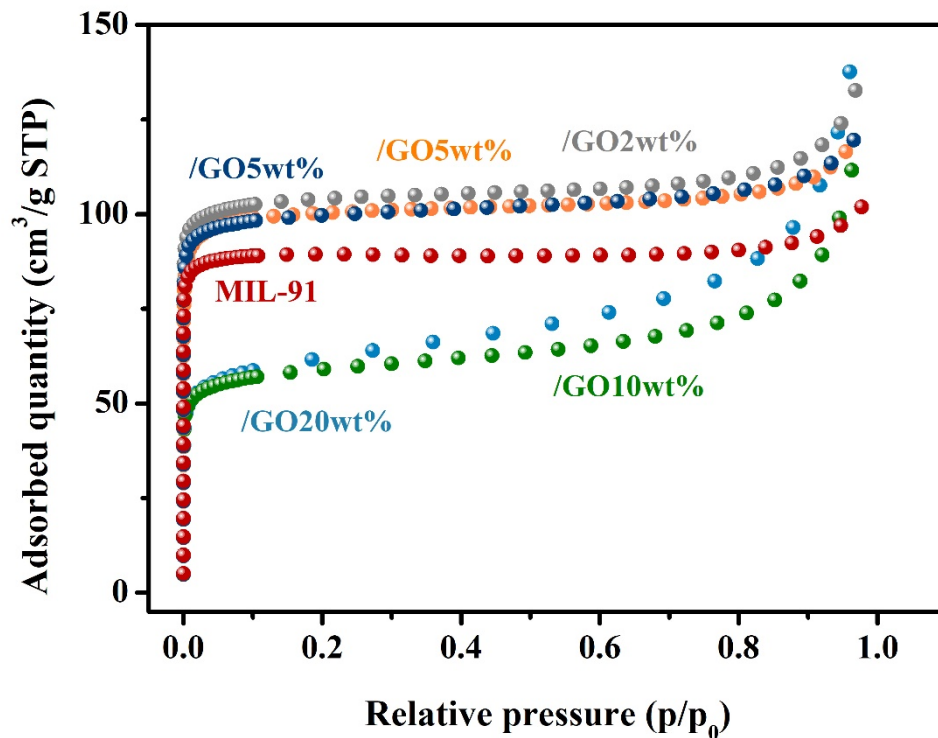 150
100
50
0
Adsorbed quantity (cm³/g STP)
/GO5wt%
/GO5wt%
/GO2wt%
MIL-91
/GO20wt%
/GO10wt%
0.0
0.2
0.4
0.6
0.8
1.0
Relative pressure (p/p₀)